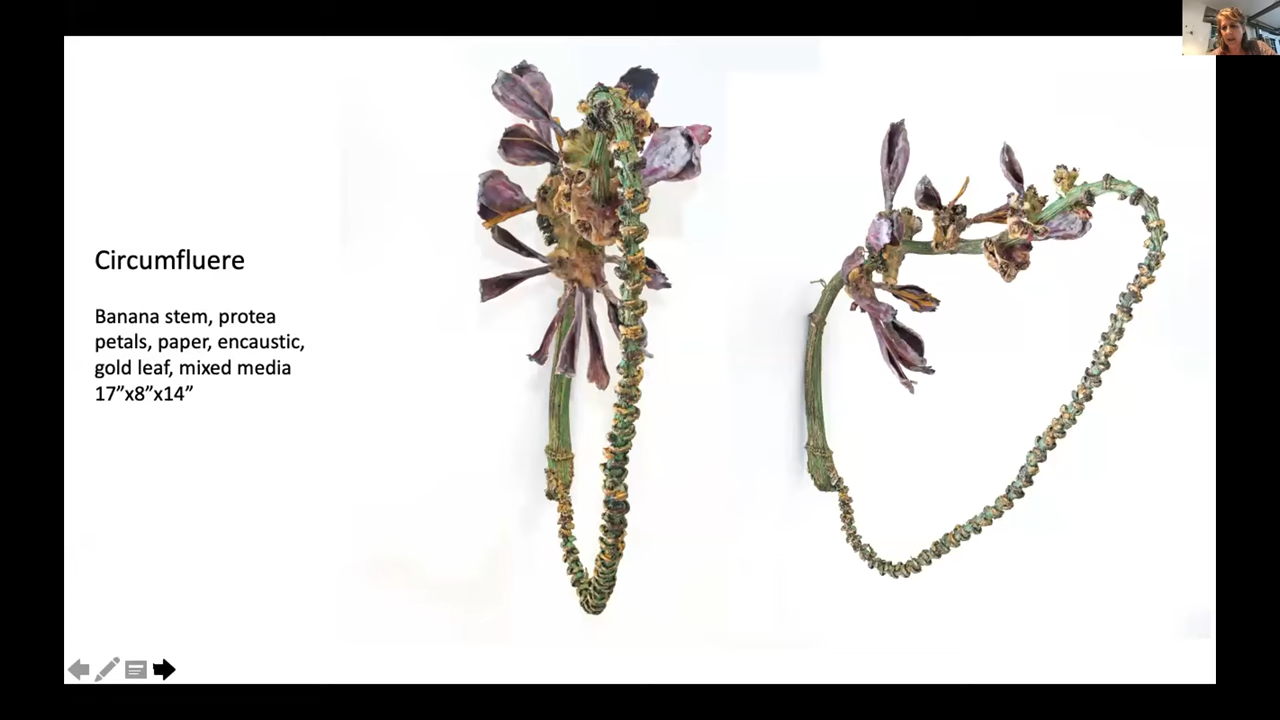 Circumfluere
Banana stem, protea
petals, paper, encaustic,
gold leaf, mixed media
17”x8”x14”